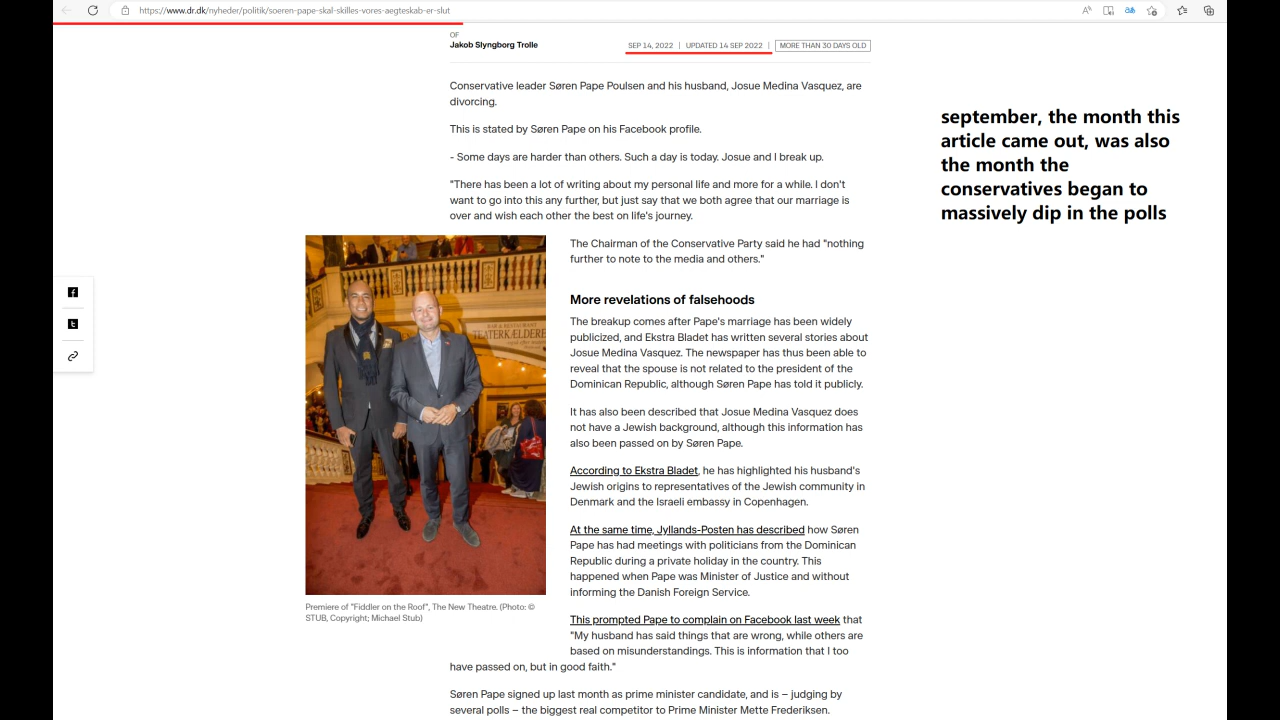 https://www.dr.dk/nyheder/politik/soeren-pape-skal-skilles-vores-aegteskab-er-slut
OF
Jakob Slyngborg Trolle
SEP 14, 2022 | UPDATED 14 SEP 2022 | MORE THAN 30 DAYS OLD
Conservative leader Søren Pape Poulsen and his husband, Josue Medina Vasquez, are
divorcing.
This is stated by Søren Pape on his Facebook profile.
- Some days are harder than others. Such a day is today. Josue and I break up.
"There has been a lot of writing about my personal life and more for a while. I don't
want to go into this any further, but just say that we both agree that our marriage is
over and wish each other the best on life's journey.
september, the month this
article came out, was also
the month the
conservatives began to
massively dip in the polls
The Chairman of the Conservative Party said he had "nothing
further to note to the media and others."
More revelations of falsehoods
The breakup comes after Pape's marriage has been widely
publicized, and Ekstra Bladet has written several stories about
Josue Medina Vasquez. The newspaper has thus been able to
reveal that the spouse is not related to the president of the
Dominican Republic, although Søren Pape has told it publicly.
It has also been described that Josue Medina Vasquez does
not have a Jewish background, although this information has
also been passed on by Søren Pape.
According to Ekstra Bladet, he has highlighted his husband's
Jewish origins to representatives of the Jewish community in
Denmark and the Israeli embassy in Copenhagen.
At the same time, Jyllands-Posten has described how Søren
Pape has had meetings with politicians from the Dominican
Republic during a private holiday in the country. This
happened when Pape was Minister of Justice and without
informing the Danish Foreign Service.
TEATERKÆLDERE
Premiere of "Fiddler on the Roof", The New Theatre. (Photo: ©
STUB, Copyright; Michael Stub)
This prompted Pape to complain on Facebook last week that
"My husband has said things that are wrong, while others are
based on misunderstandings. This is information that I too
have passed on, but in good faith."
Søren Pape signed up last month as prime minister candidate, and is – judging by
several polls – the biggest real competitor to Prime Minister Mette Frederiksen.